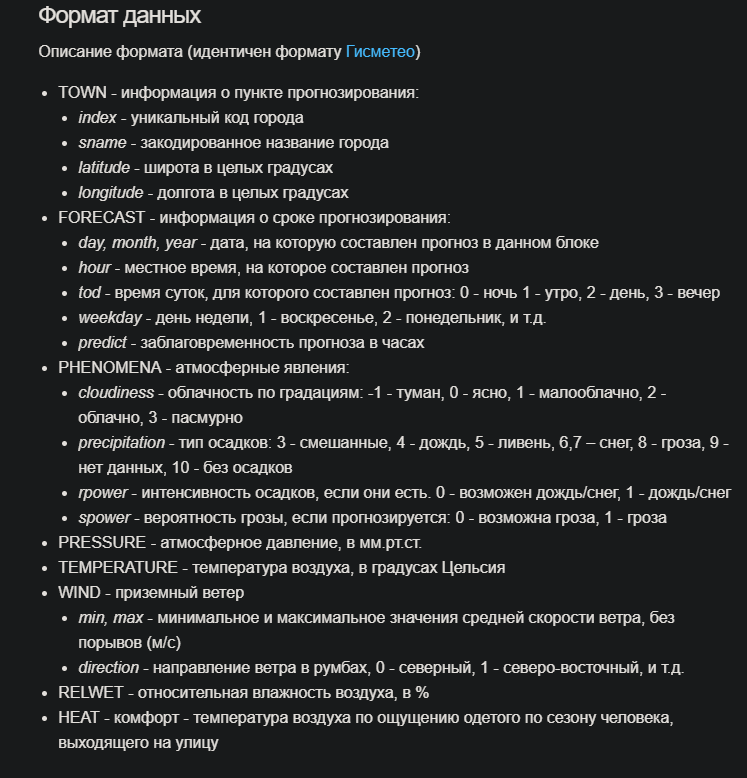 Формат данных
Описание формата (идентичен формату Гисметео)
• TOWN - информация о пункте прогнозирования:
• index - уникальный код города
• sname - закодированное название города
• latitude - широта в целых градусах
• longitude - долгота в целых градусах
• FORECAST - информация о сроке прогнозирования:
• day, month, year - дата, на которую составлен прогноз в данном блоке
• hour - местное время, на которое составлен прогноз
• tod - время суток, для которого составлен прогноз: 0 - ночь 1 - утро, 2 - день, 3 - вечер
• weekday - день недели, 1 - воскресенье, 2 - понедельник, и т.д.
• predict - заблаговременность прогноза в часах
• PHENOMENA - атмосферные явления:
• cloudiness - облачность по градациям: -1 - туман, 0 - ясно, 1 - малооблачно, 2 -
облачно, 3 - пасмурно
• precipitation - тип осадков: 3 - смешанные, 4 - дождь, 5 - ливень, 6,7 – снег, 8 - гроза, 9 -
нет данных, 10 - без осадков
• rpower - интенсивность осадков, если они есть. 0 - возможен дождь/снег, 1 - дождь/снег
• spower - вероятность грозы, если прогнозируется: 0 - возможна гроза, 1 - гроза
• PRESSURE - атмосферное давление, в мм.рт.ст.
• TEMPERATURE - температура воздуха, в градусах Цельсия
• WIND - приземный ветер
• min, max - минимальное и максимальное значения средней скорости ветра, без
порывов (м/с)
• direction - направление ветра в румбах, 0 - северный, 1 - северо-восточный, и т.д.
• RELWET - относительная влажность воздуха, в %
• HEAT - комфорт - температура воздуха по ощущению одетого по сезону человека,
выходящего на улицу